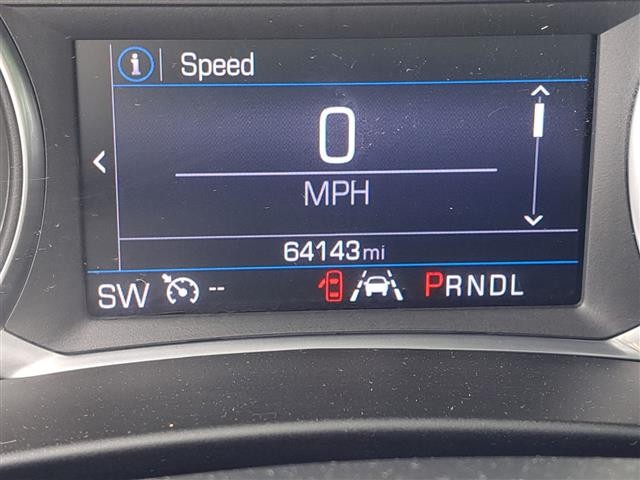 i Speed
0
MPH
64143mi
SW -- PRNDL